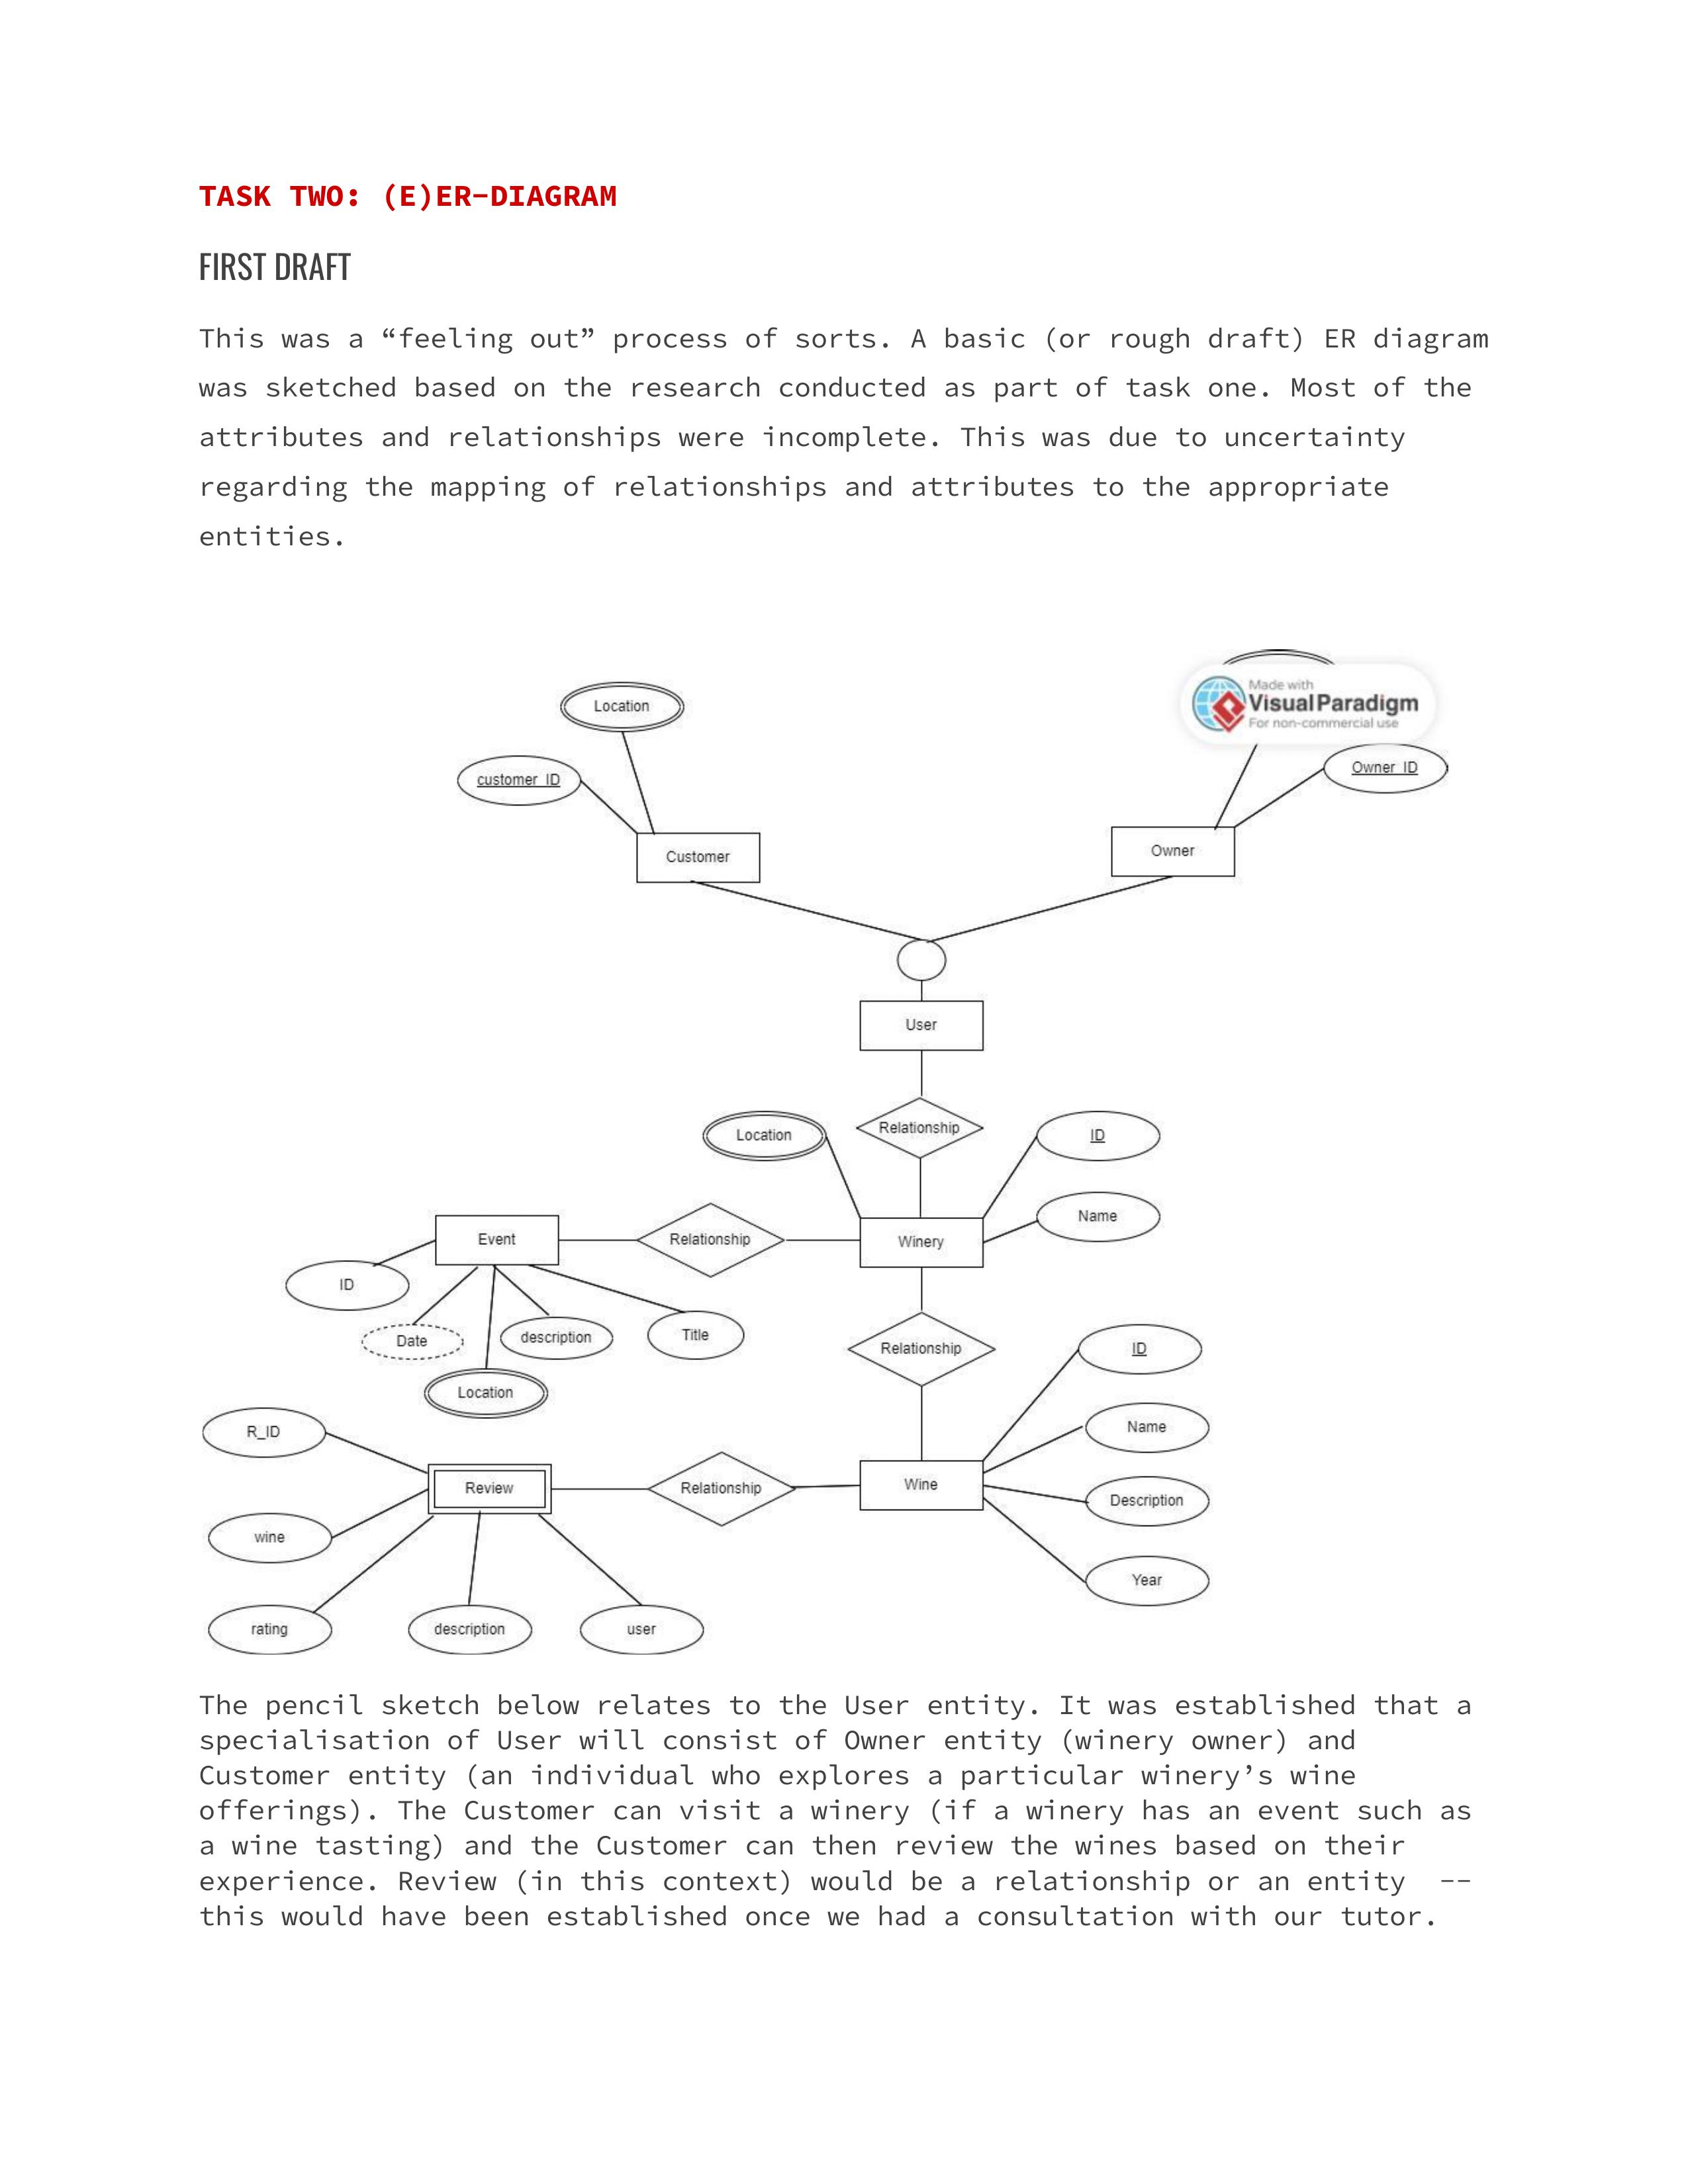 TASK TWO: (E)ER-DIAGRAM
FIRST DRAFT
This was a “feeling out” process of sorts. A basic (or rough draft) ER diagram
was sketched based on the research conducted as part of task one. Most of the
attributes and relationships were incomplete. This was due to uncertainty
regarding the mapping of relationships and attributes to the appropriate
entities.
Made with
Visual Paradigm
For non-commercial use
Location
customer_ID
Owner_ID
Customer
Owner
User
Relationship
Location
ID
Name
Event
Relationship
Winery
ID
Date
description
Title
Location
Relationship
ID
Name
R_ID
Review
Relationship
Wine
Description
wine
Year
rating
description
user
The pencil sketch below relates to the User entity. It was established that a
specialisation of User will consist of Owner entity (winery owner) and
Customer entity (an individual who explores a particular winery’s wine
offerings). The Customer can visit a winery (if a winery has an event such as
a wine tasting) and the Customer can then review the wines based on their
experience. Review (in this context) would be a relationship or an entity  --
this would have been established once we had a consultation with our tutor.